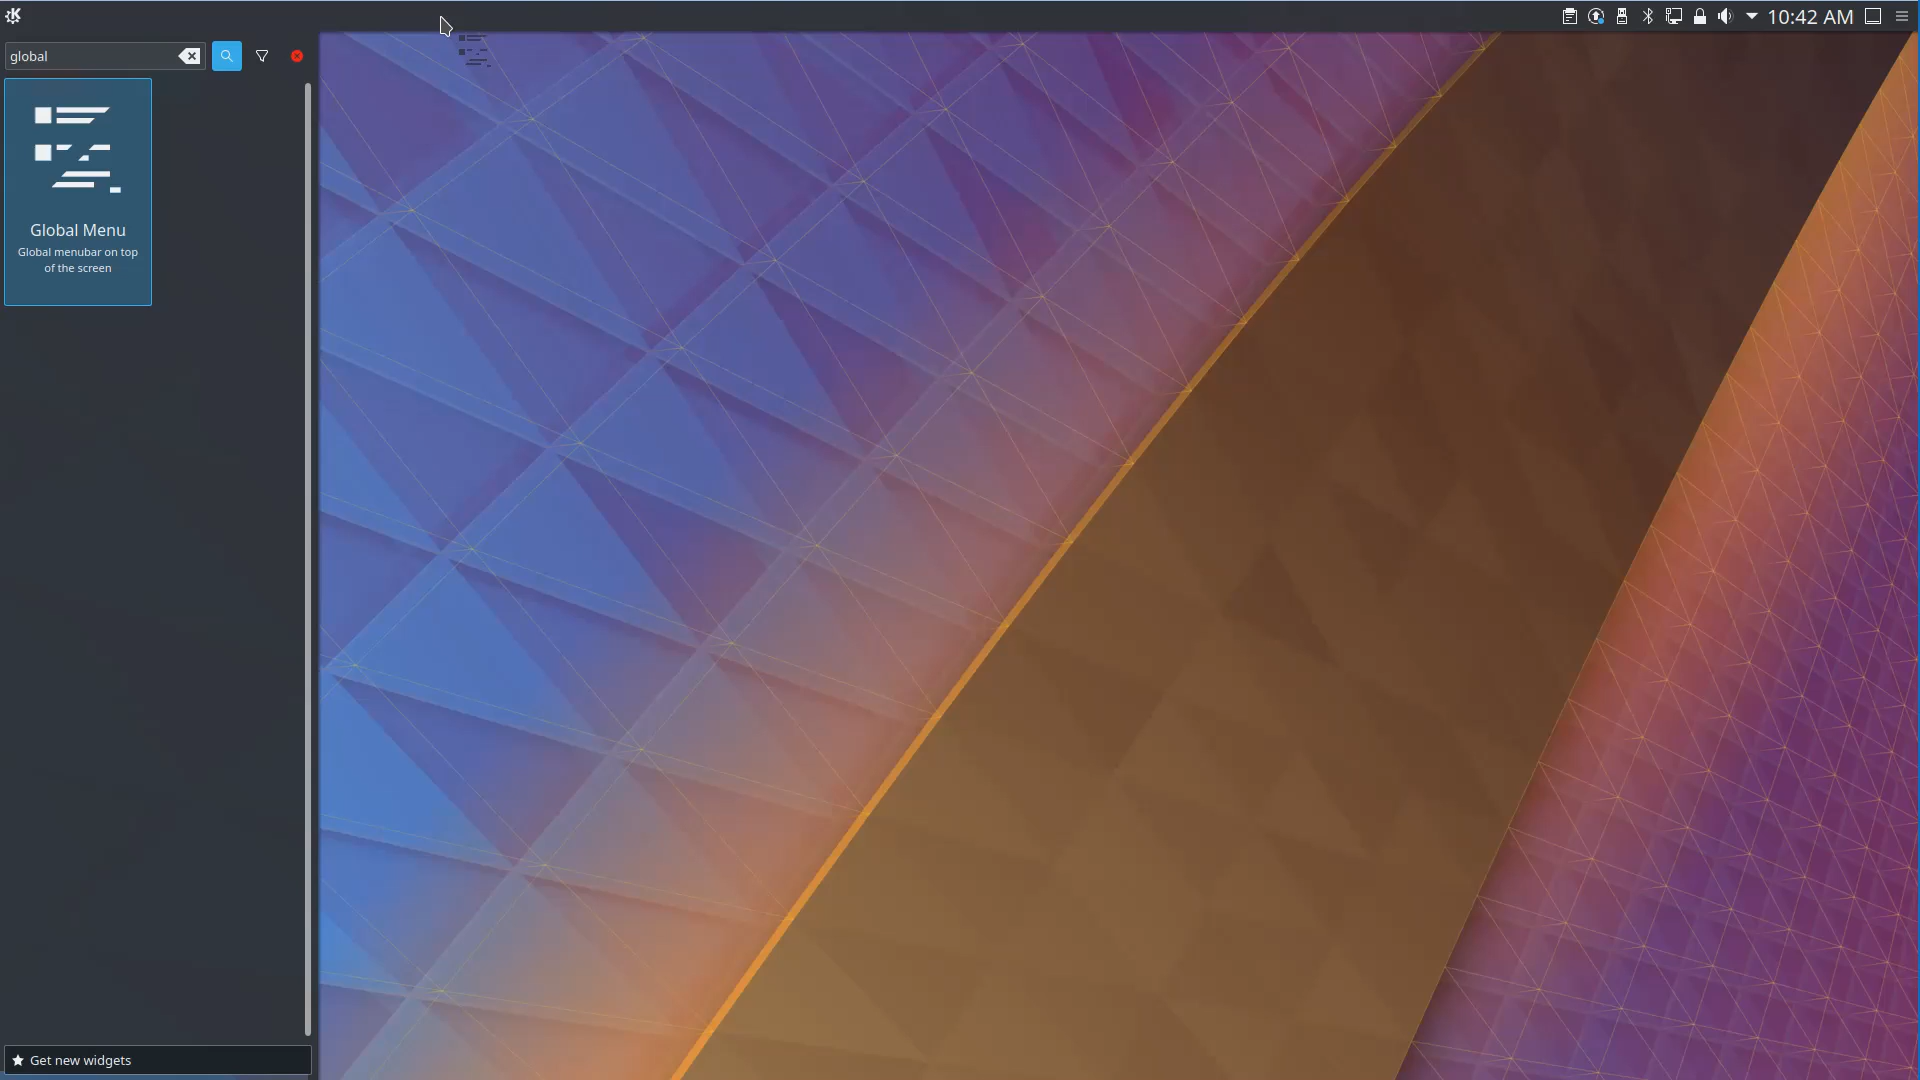 10:42 AM
global
Global Menu
Global menubar on top
of the screen
Get new widgets